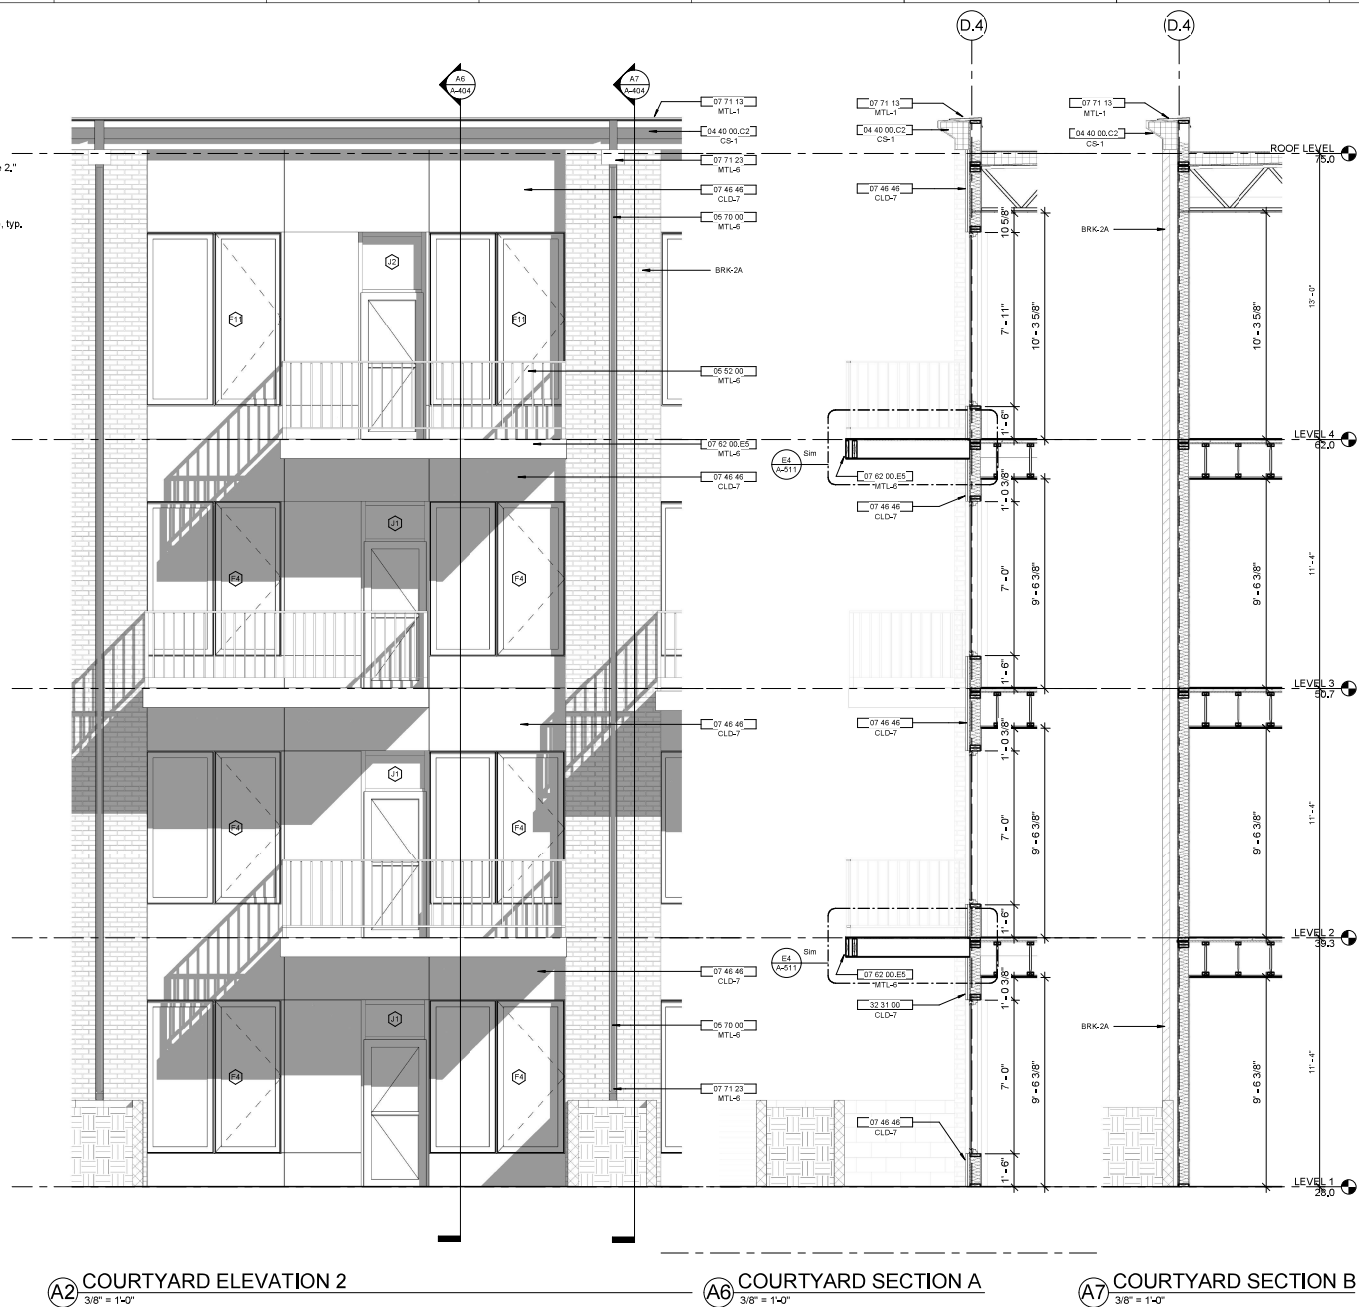 D.4
D.4
A6
A-404
A7
A-404
07 71 13
MTL-1
04 40 00.C2
CS-1
07 71 23
MTL-6
07 46 46
CLD-7
05 70 00
MTL-6
BRK-2A
05 52 00
MTL-6
07 62 00.E5
MTL-6
07 46 46
CLD-7
07 46 46
CLD-7
07 46 46
CLD-7
05 70 00
MTL-6
07 71 23
MTL-6
e 2."
, typ.
J2
F11
F11
J1
F4
F4
J1
F4
F4
J1
F4
F4
07 71 13
MTL-1
04 40 00.C2
CS-1
07 46 46
CLD-7
10 5/8"
7' - 11"
10' - 3 5/8"
1' - 6"
E4
A-511
Sim
07 62 00.E5
MTL-6
07 46 46
CLD-7
1' - 0 3/8"
7' - 0"
9' - 6 3/8"
1' - 6"
07 46 46
CLD-7
1' - 0 3/8"
7' - 0"
9' - 6 3/8"
1' - 6"
E4
A-511
Sim
07 62 00.E5
MTL-6
32 31 00
CLD-7
1' - 0 3/8"
7' - 0"
9' - 6 3/8"
07 46 46
CLD-7
1' - 6"
07 71 13
MTL-1
04 40 00.C2
CS-1
BRK-2A
ROOF LEVEL
75.0
10' - 3 5/8"
13' - 0"
LEVEL 4
62.0
9' - 6 3/8"
11' - 4"
LEVEL 3
50.7
9' - 6 3/8"
11' - 4"
LEVEL 2
39.3
BRK-2A
9' - 6 3/8"
11' - 4"
LEVEL 1
28.0
A2
COURTYARD ELEVATION 2
3/8" = 1'-0"
A6
COURTYARD SECTION A
3/8" = 1'-0"
A7
COURTYARD SECTION B
3/8" = 1'-0"